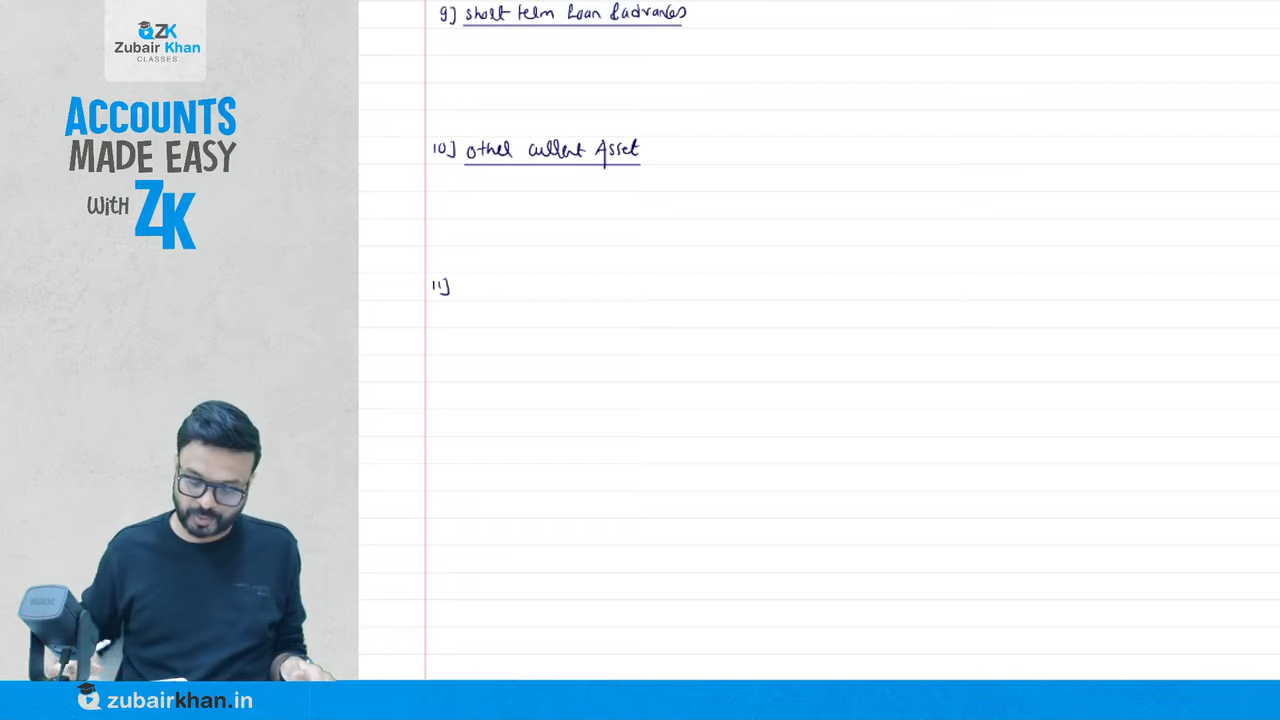 ZK
Zubair Khan
CLASSES
ACCOUNTS
MADE EASY
WITH ZK
9] short term Loan & advances
10] other current Asset
11]
zubairkhan.in